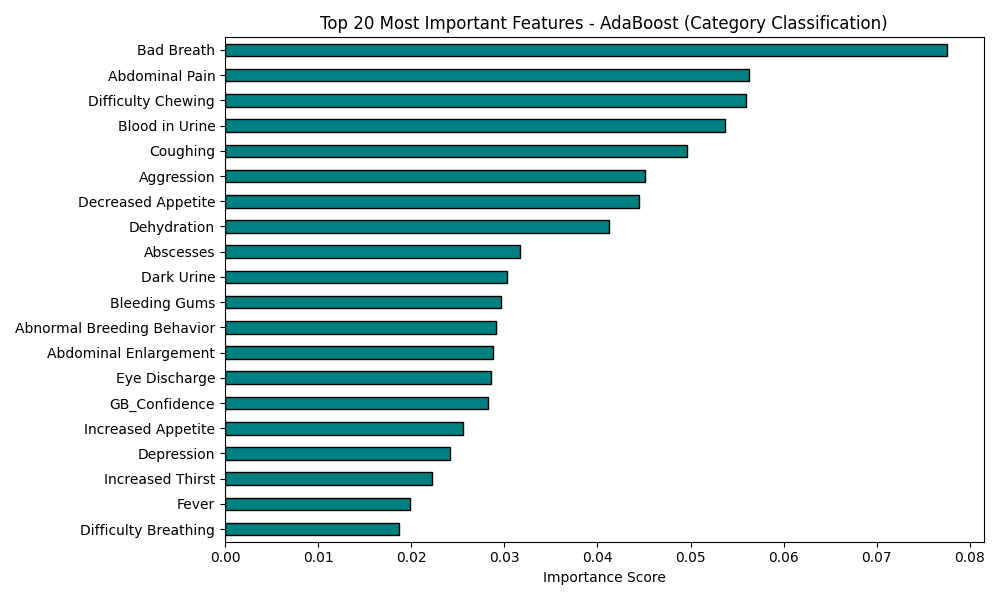 Top 20 Most Important Features - AdaBoost (Category Classification)
Bad Breath
Abdominal Pain
Difficulty Chewing
Blood in Urine
Coughing
Aggression
Decreased Appetite
Dehydration
Abscesses
Dark Urine
Bleeding Gums
Abnormal Breeding Behavior
Abdominal Enlargement
Eye Discharge
GB_Confidence
Increased Appetite
Depression
Increased Thirst
Fever
Difficulty Breathing
0.00 0.01 0.02 0.03 0.04 0.05 0.06 0.07 0.08
Importance Score